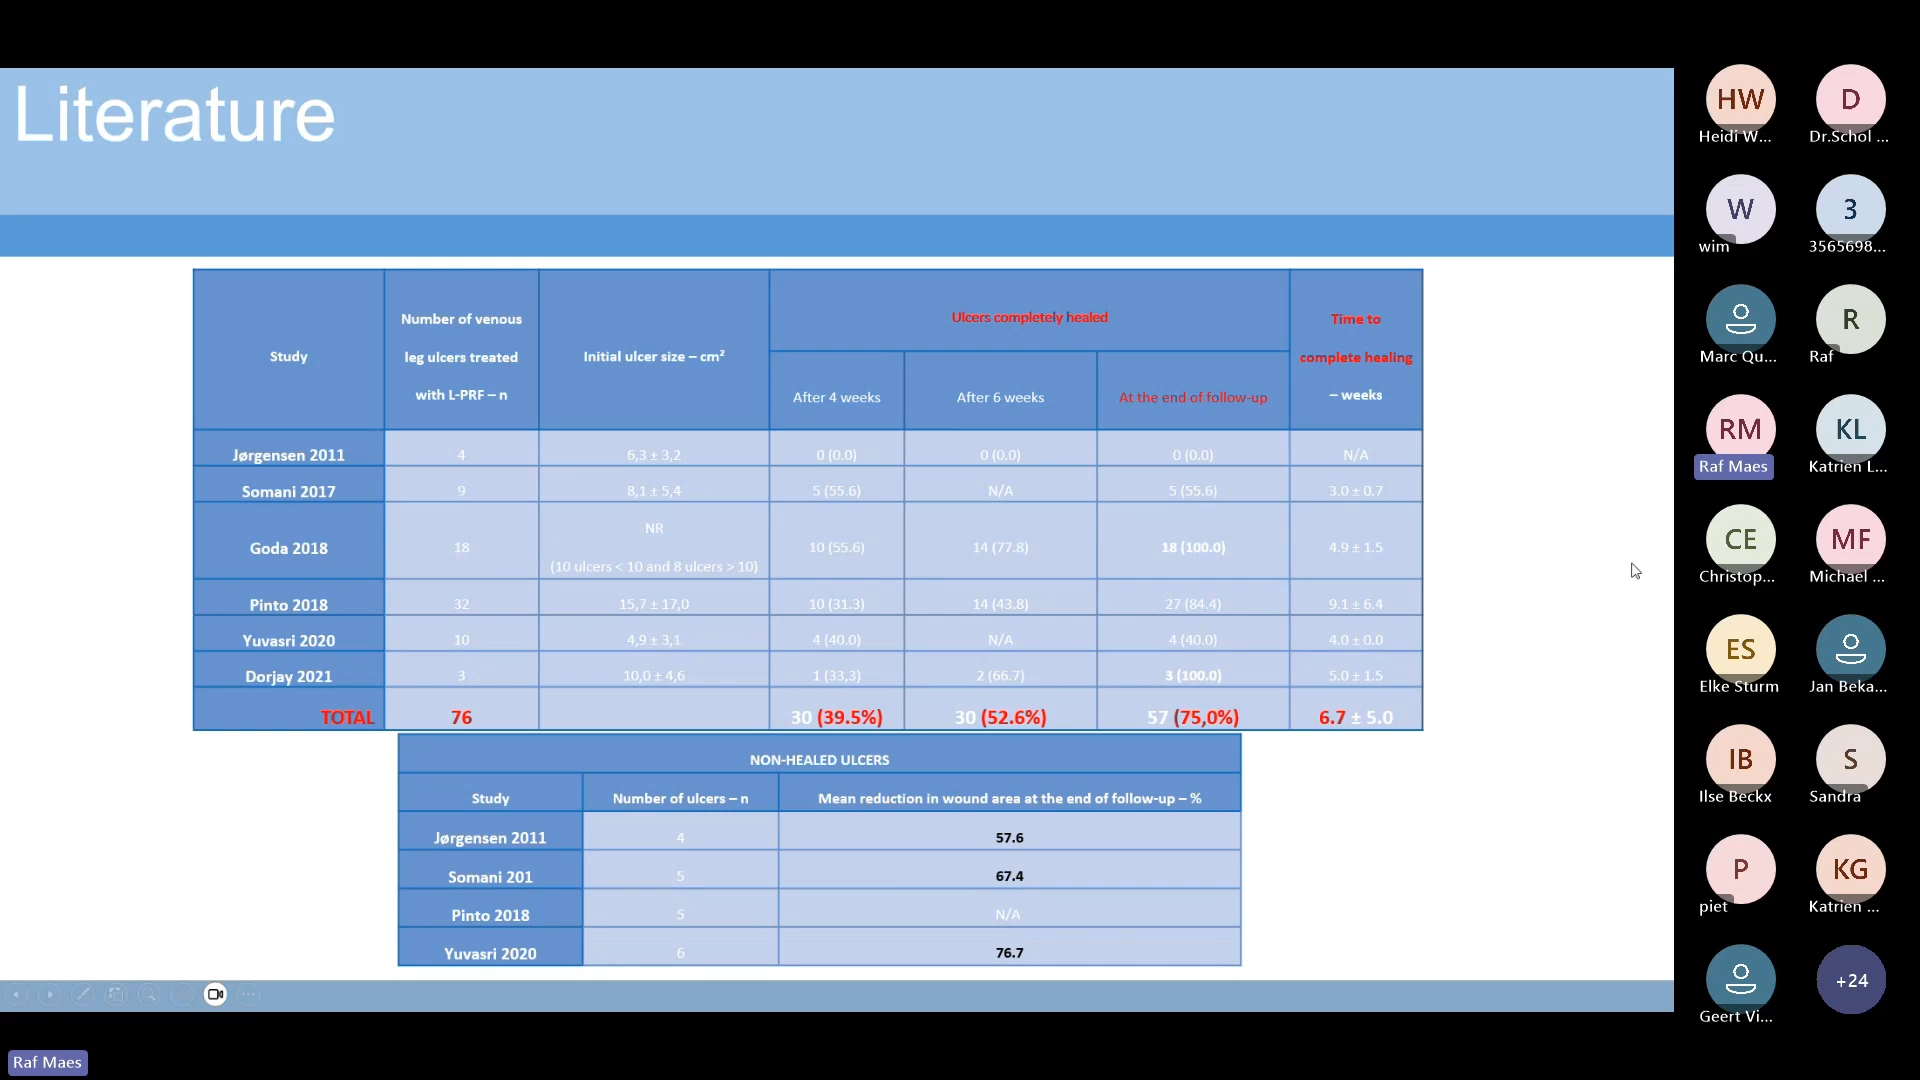 Literature
Study
Number of venous
leg ulcers treated
with L-PRF – n
Initial ulcer size – cm²
Ulcers completely healed
After 4 weeks
After 6 weeks
At the end of follow-up
Time to
complete healing
– weeks
Jørgensen 2011 4 6,3 ± 3,2 0 (0.0) 0 (0.0) 0 (0.0) N/A
Somani 2017 9 8,1 ± 5,4 5 (55.6) N/A 5 (55.6) 3.0 ± 0.7
Goda 2018 18 NR
(10 ulcers < 10 and 8 ulcers > 10)
10 (55.6) 14 (77.8) 18 (100.0) 4.9 ± 1.5
Pinto 2018 32 15,7 ± 17,0 10 (31.3) 14 (43.8) 27 (84.4) 9.1 ± 6.4
Yuvasri 2020 10 4,9 ± 3,1 4 (40.0) N/A 4 (40.0) 4.0 ± 0.0
Dorjay 2021 3 10,0 ± 4,6 1 (33,3) 2 (66.7) 3 (100.0) 5.0 ± 1.5
TOTAL 76 30 (39.5%) 30 (52.6%) 57 (75,0%) 6.7 ± 5.0
NON-HEALED ULCERS
Study Number of ulcers – n Mean reduction in wound area at the end of follow-up – %
Jørgensen 2011 4 57.6
Somani 201 5 67.4
Pinto 2018 5 N/A
Yuvasri 2020 6 76.7
HW D
Heidi W... Dr.Schol ...
W 3
wim 3565698...
R
Marc Qu... Raf
RM KL
Raf Maes Katrien L...
CE MF
Christop... Michael ...
ES
Elke Sturm Jan Beka...
IB S
Ilse Beckx Sandra
P KG
piet Katrien ...
+24
Geert Vi...
Raf Maes